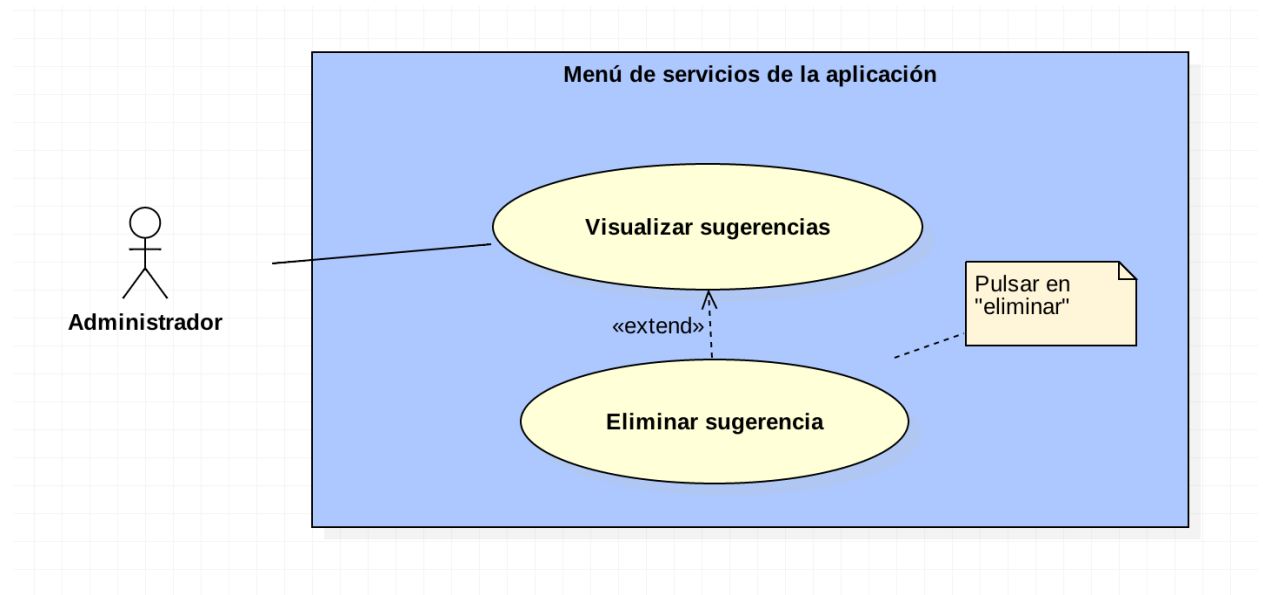 Menú de servicios de la aplicación
Visualizar sugerencias
Pulsar en
"eliminar"
Administrador
«extend»
Eliminar sugerencia